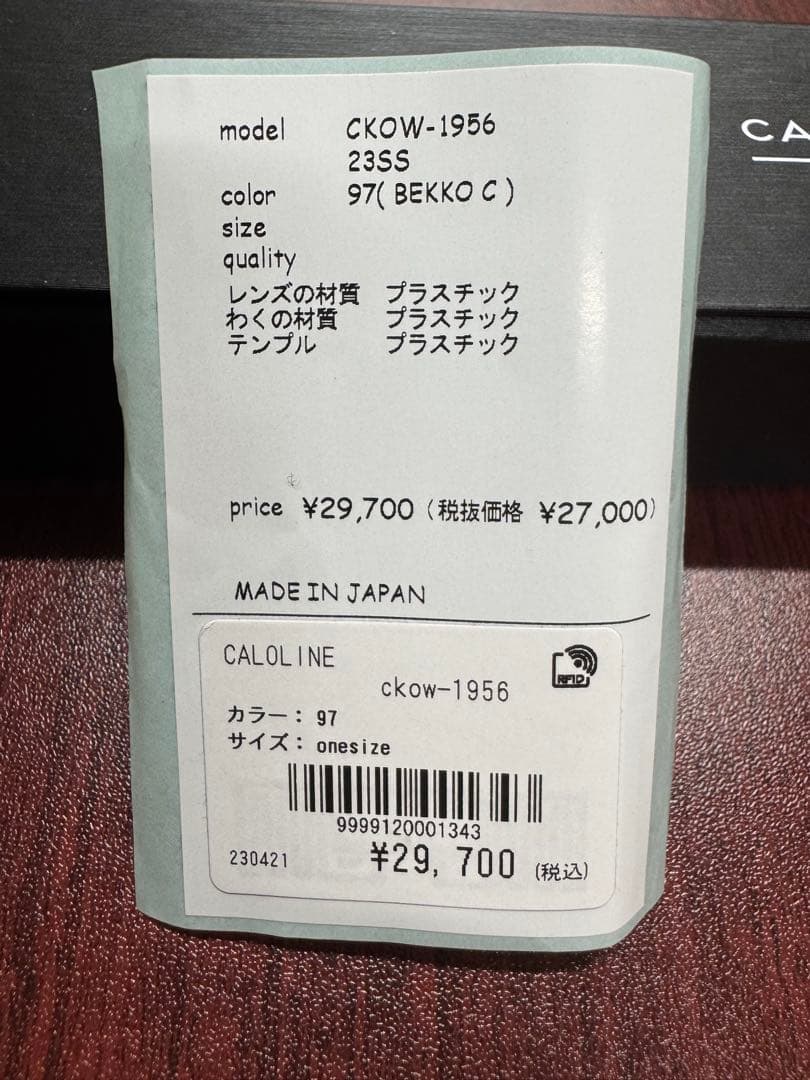 CA
model CKOW-1956
23SS
color 97( BEKKO C )
size
quality
レンズの材質 プラスチック
わくの材質 プラスチック
テンプル プラスチック
price ¥29,700 (税抜価格 ¥27,000)
MADE IN JAPAN
CALOLINE
RFID
ckow-1956
カラー： 97
サイズ： onesize
9999120001343
230421 ¥29,700 (税込)